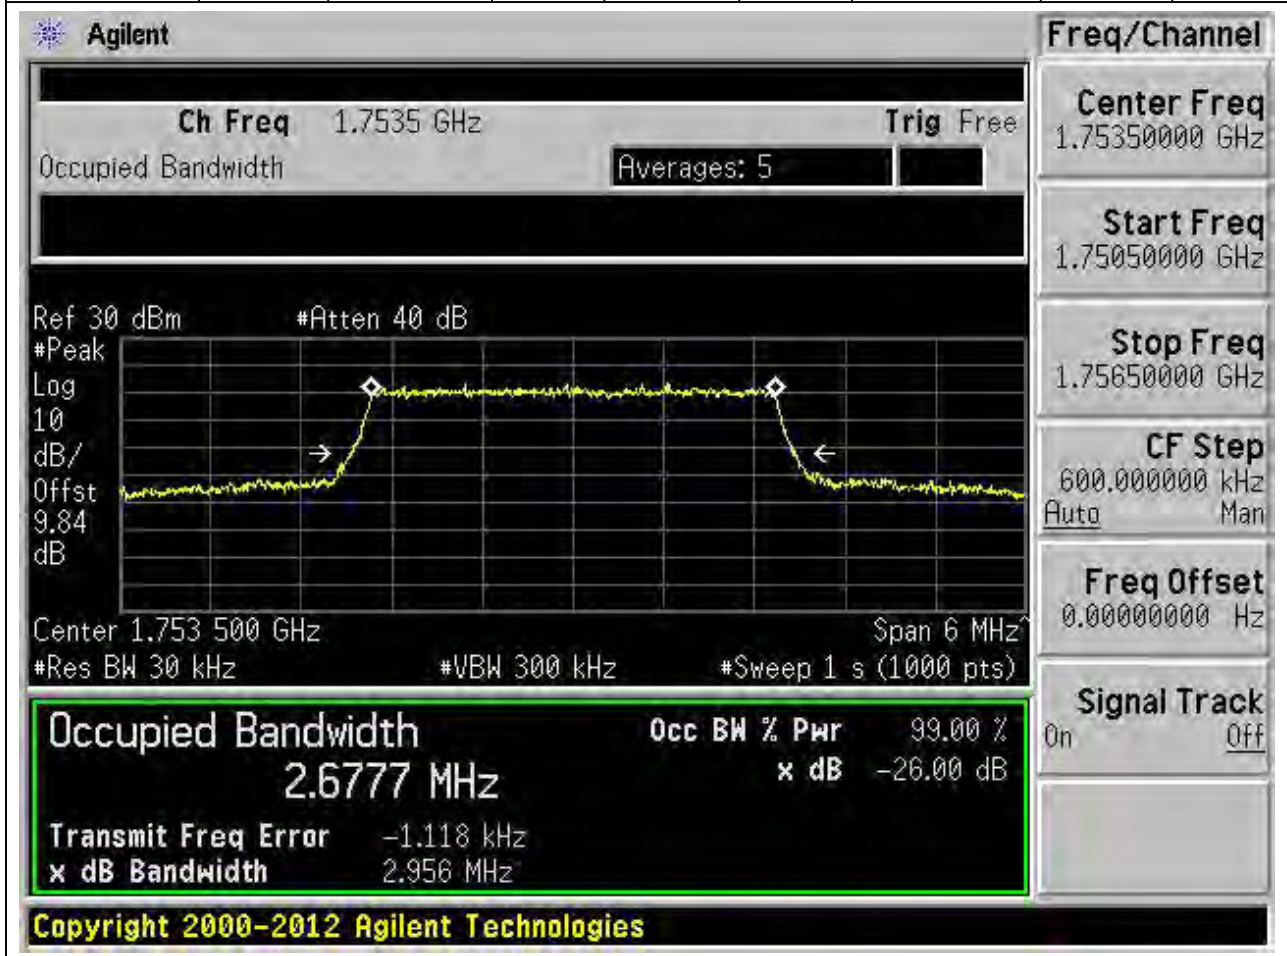 Agilent
Freq/Channel
Ch Freq 1.7535 GHz Trig Free
Occupied Bandwidth Averages: 5
Center Freq
1.75350000 GHz
Start Freq
1.75050000 GHz
Stop Freq
1.75650000 GHz
CF Step
600.000000 kHz
Auto Man
Freq Offset
0.00000000 Hz
Signal Track
On Off
Ref 30 dBm #Atten 40 dB
#Peak
Log
10
dB/
Offst
9.84
dB
Center 1.753 500 GHz Span 6 MHz^
#Res BW 30 kHz #VBW 300 kHz #Sweep 1 s (1000 pts)
Occupied Bandwidth Occ BW % Pwr 99.00 %
2.6777 MHz x dB -26.00 dB
Transmit Freq Error -1.118 kHz
x dB Bandwidth 2.956 MHz
Copyright 2000-2012 Agilent Technologies